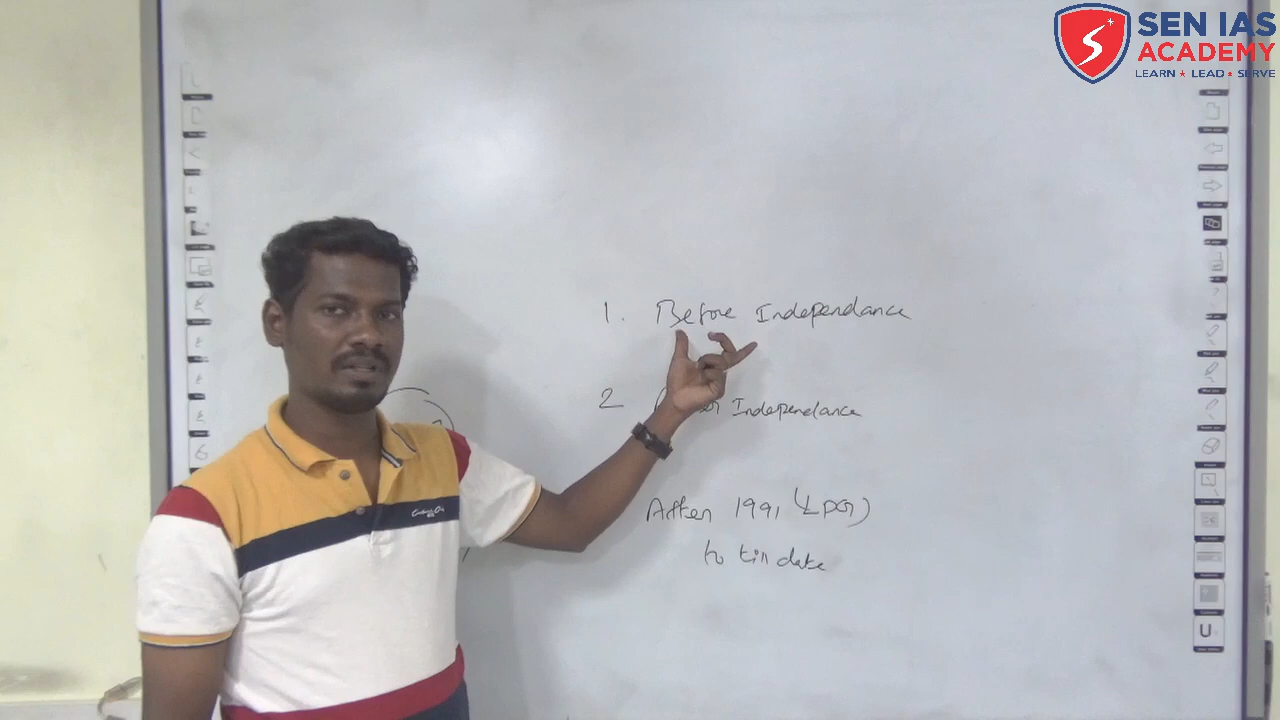 SEN IAS
ACADEMY
LEARN ★ LEAD ★ SERVE
1. Before Independance
2 Independance
After 1991 (LPG)
to till date
U